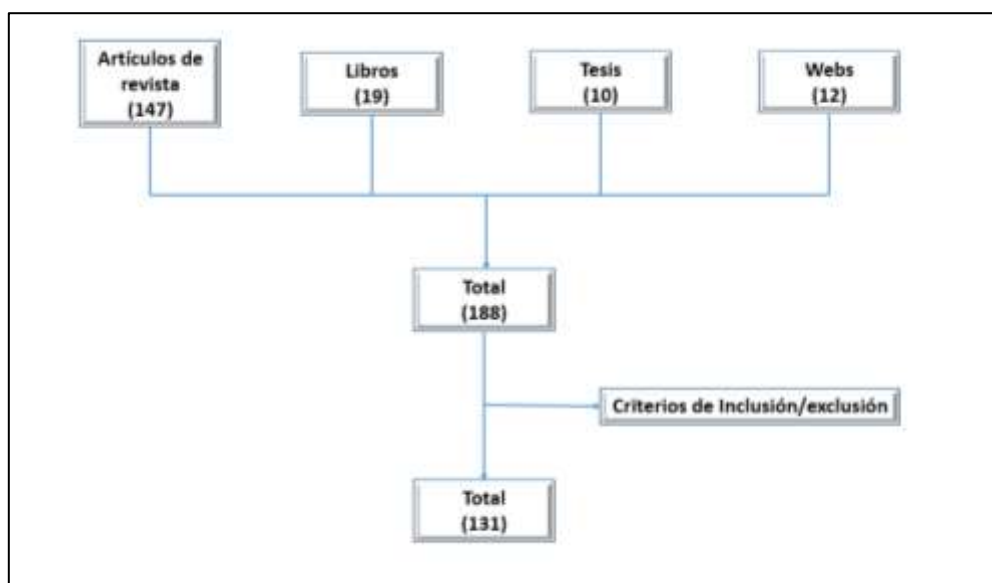 Artículos de
revista
(147)
Libros
(19)
Tesis
(10)
Webs
(12)
Total
(188)
Criterios de Inclusión/exclusión
Total
(131)